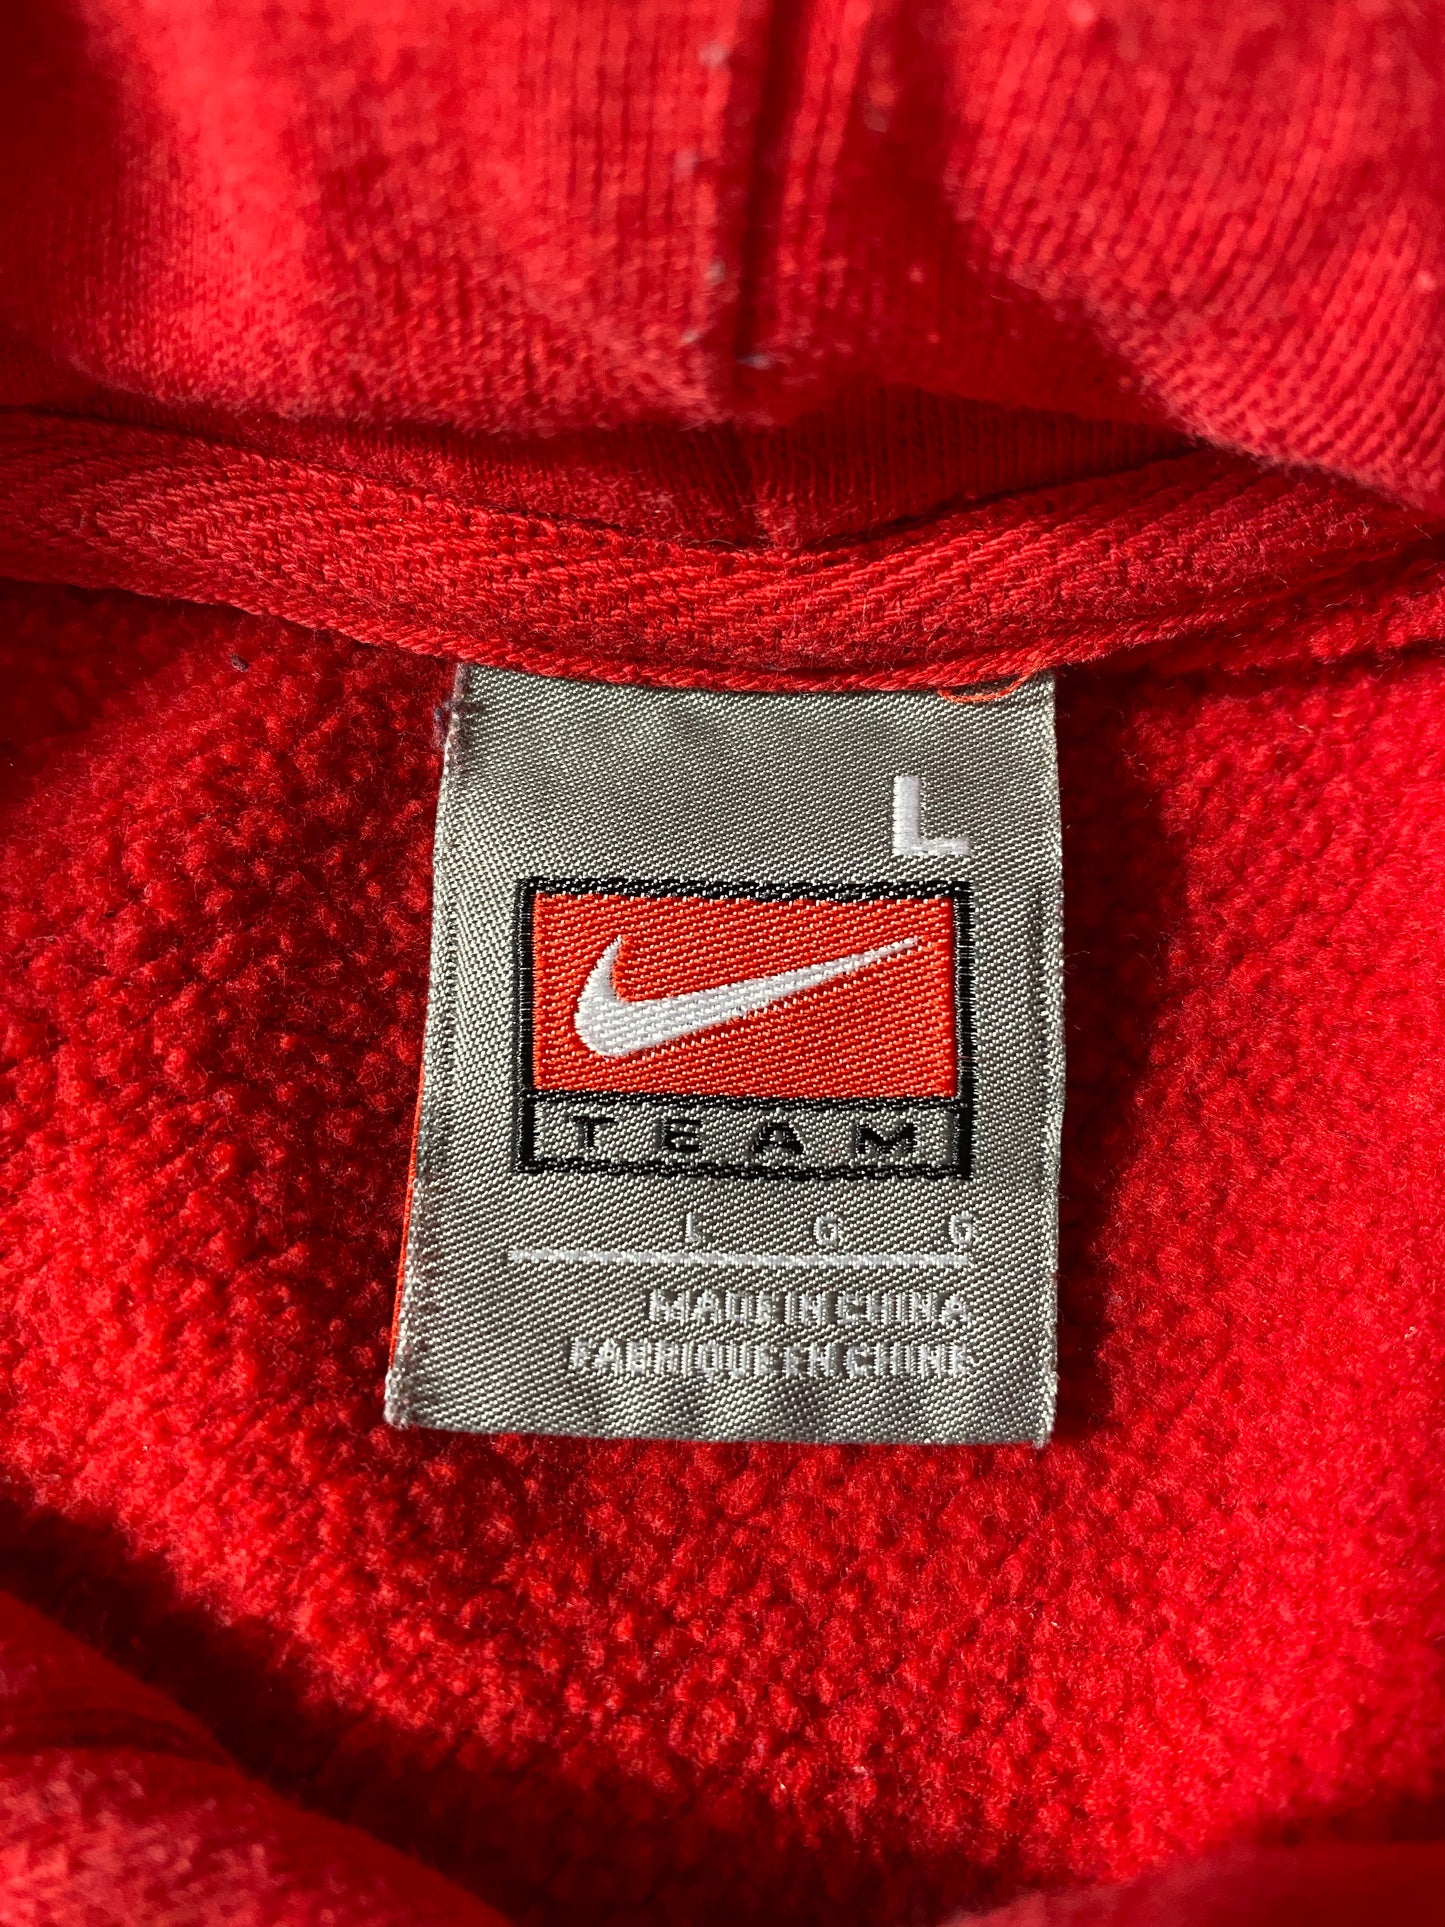 L
TEAM
L G G
MADE IN CHINA
FABRIQUE EN CHINE